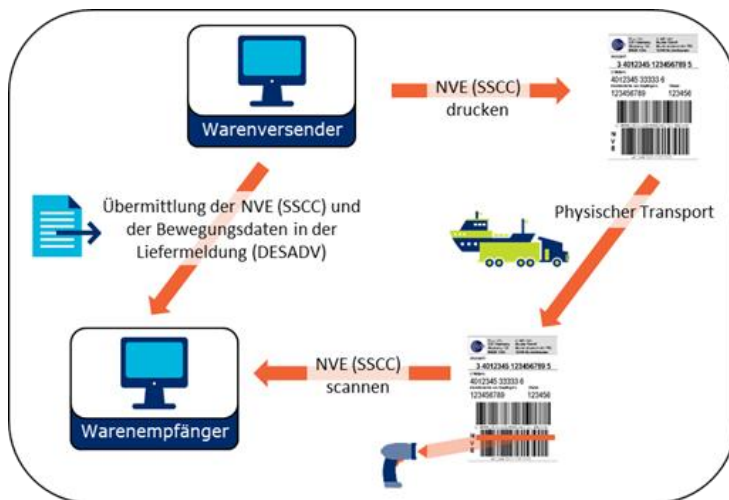 Warenversender
NVE (SSCC)
drucken
3 4012345 123456789 5
4012345 33333 6
123456789 123456
N
V
E
Übermittlung der NVE (SSCC) und
der Bewegungsdaten in der
Liefermeldung (DESADV)
Physischer Transport
Warenempfänger
NVE (SSCC)
scannen
3 4012345 123456789 5
4012345 33333 6
123456789 123456